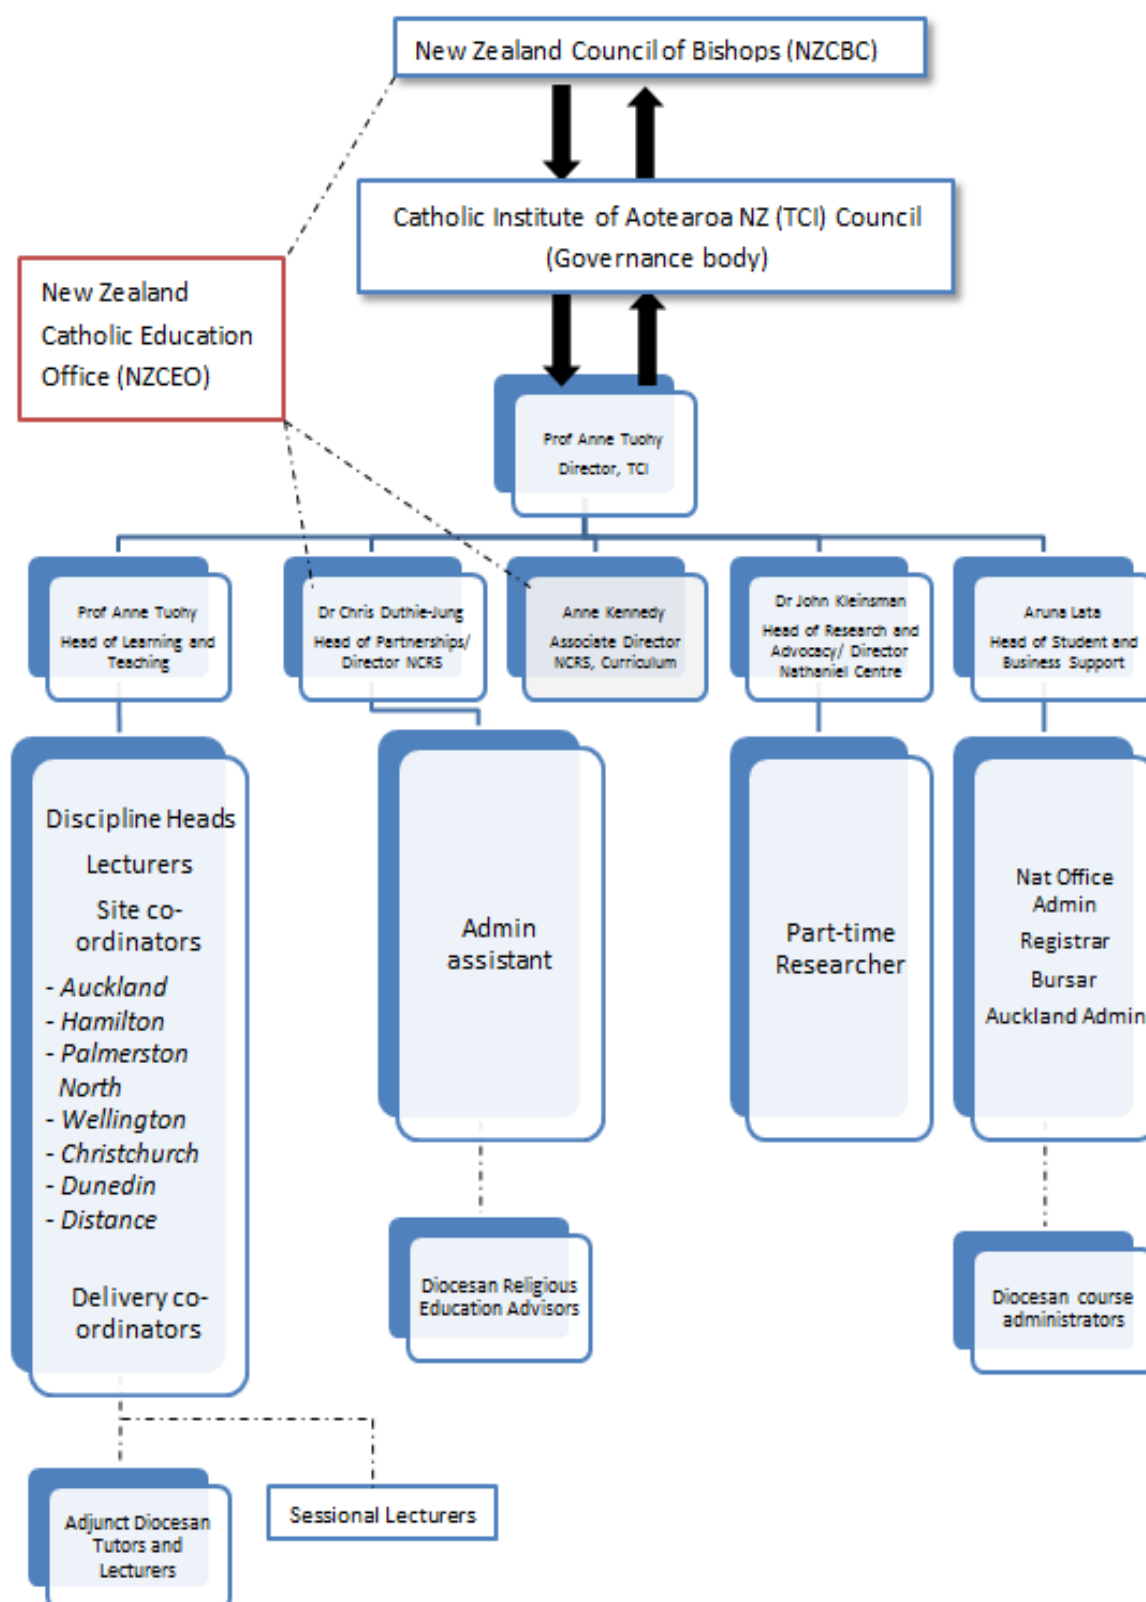 New Zealand Council of Bishops (NZCBC)
Catholic Institute of Aotearoa NZ (TCI) Council
(Governance body)
New Zealand
Catholic Education
Office (NZCEO)
Prof Anne Tuohy
Director, TCI
Prof Anne Tuohy
Head of Learning and
Teaching
Dr Chris Duthie-Jung
Head of Partnerships/
Director NCRS
Anne Kennedy
Associate Director
NCRS, Curriculum
Dr John Kleinsman
Head of Research and
Advocacy/ Director
Nathaniel Centre
Aruna Lata
Head of Student and
Business Support
Discipline Heads
Lecturers
Site co-
ordinators
- Auckland
- Hamilton
- Palmerston
North
- Wellington
- Christchurch
- Dunedin
- Distance
Delivery co-
ordinators
Admin
assistant
Part-time
Researcher
Nat Office
Admin
Registrar
Bursar
Auckland Admin
Diocesan Religious
Education Advisors
Diocesan course
administrators
Adjunct Diocesan
Tutors and
Lecturers
Sessional Lecturers